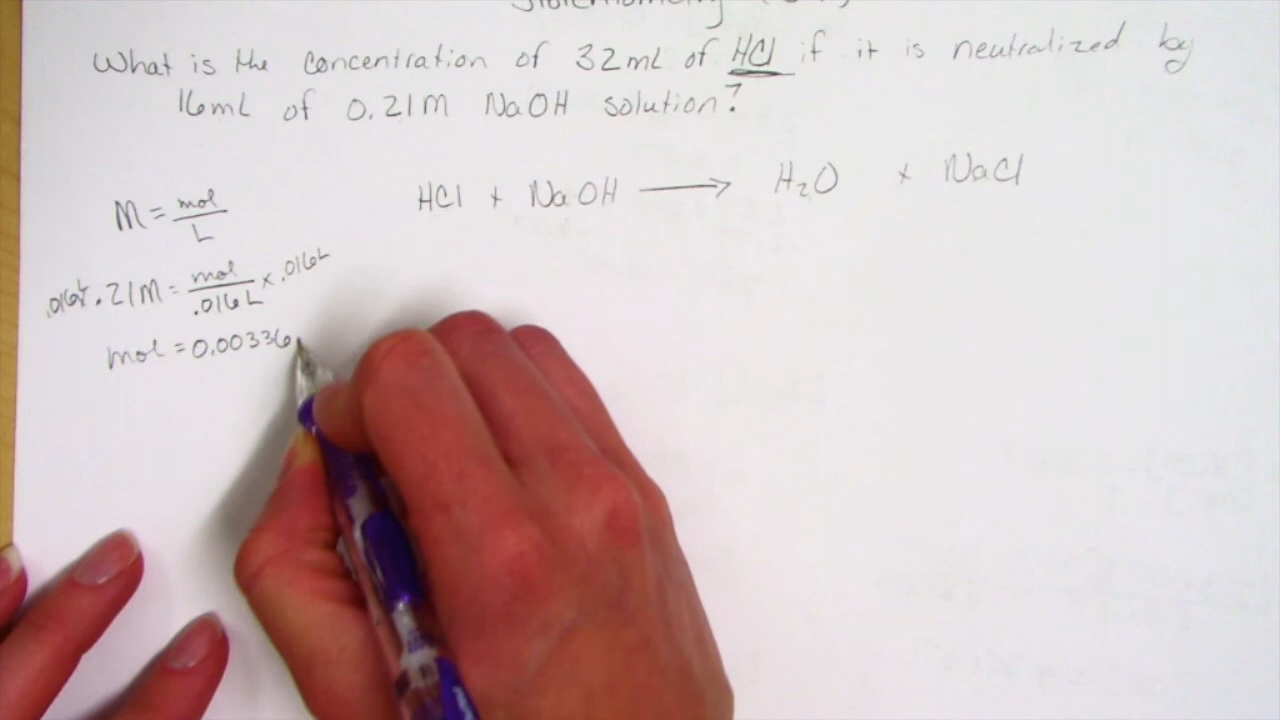 What is the concentration of 32mL of HCl if it is neutralized by
16mL of 0.21M NaOH solution?
HCl + NaOH → H₂O + NaCl
M = mol/L
.016L · .21M = mol/.016L × .016L
mol = 0.00336